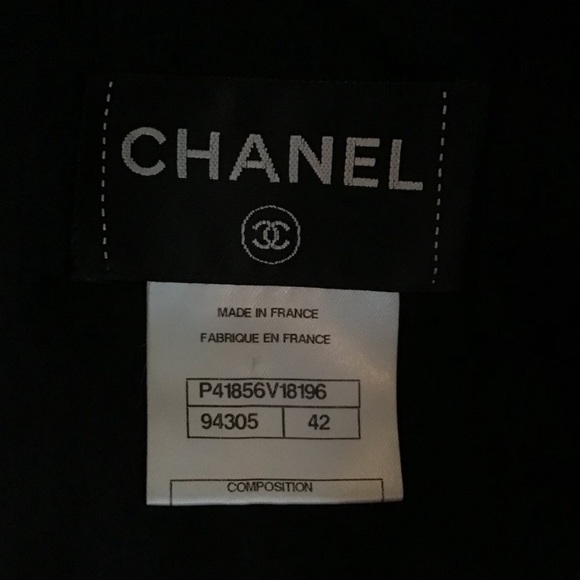 CHANEL
MADE IN FRANCE
FABRIQUE EN FRANCE
P41856V18196
94305 42
COMPOSITION